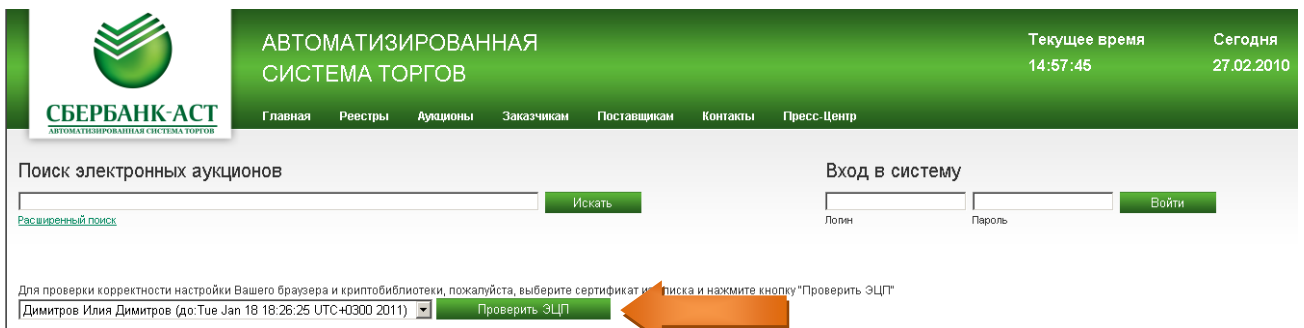 АВТОМАТИЗИРОВАННАЯ
СИСТЕМА ТОРГОВ
Текущее время
14:57:45
Сегодня
27.02.2010
СБЕРБАНК-АСТ
АВТОМАТИЗИРОВАННАЯ СИСТЕМА ТОРГОВ
Главная Реестры Аукционы Заказчикам Поставщикам Контакты Пресс-Центр
Поиск электронных аукционов
Искать
Расширенный поиск
Вход в систему
Войти
Логин Пароль
Для проверки корректности настройки Вашего браузера и криптобиблиотеки, пожалуйста, выберите сертификат из списка и нажмите кнопку "Проверить ЭЦП"
Димитров Илия Димитров (до:Tue Jan 18 18:26:25 UTC+0300 2011) Проверить ЭЦП